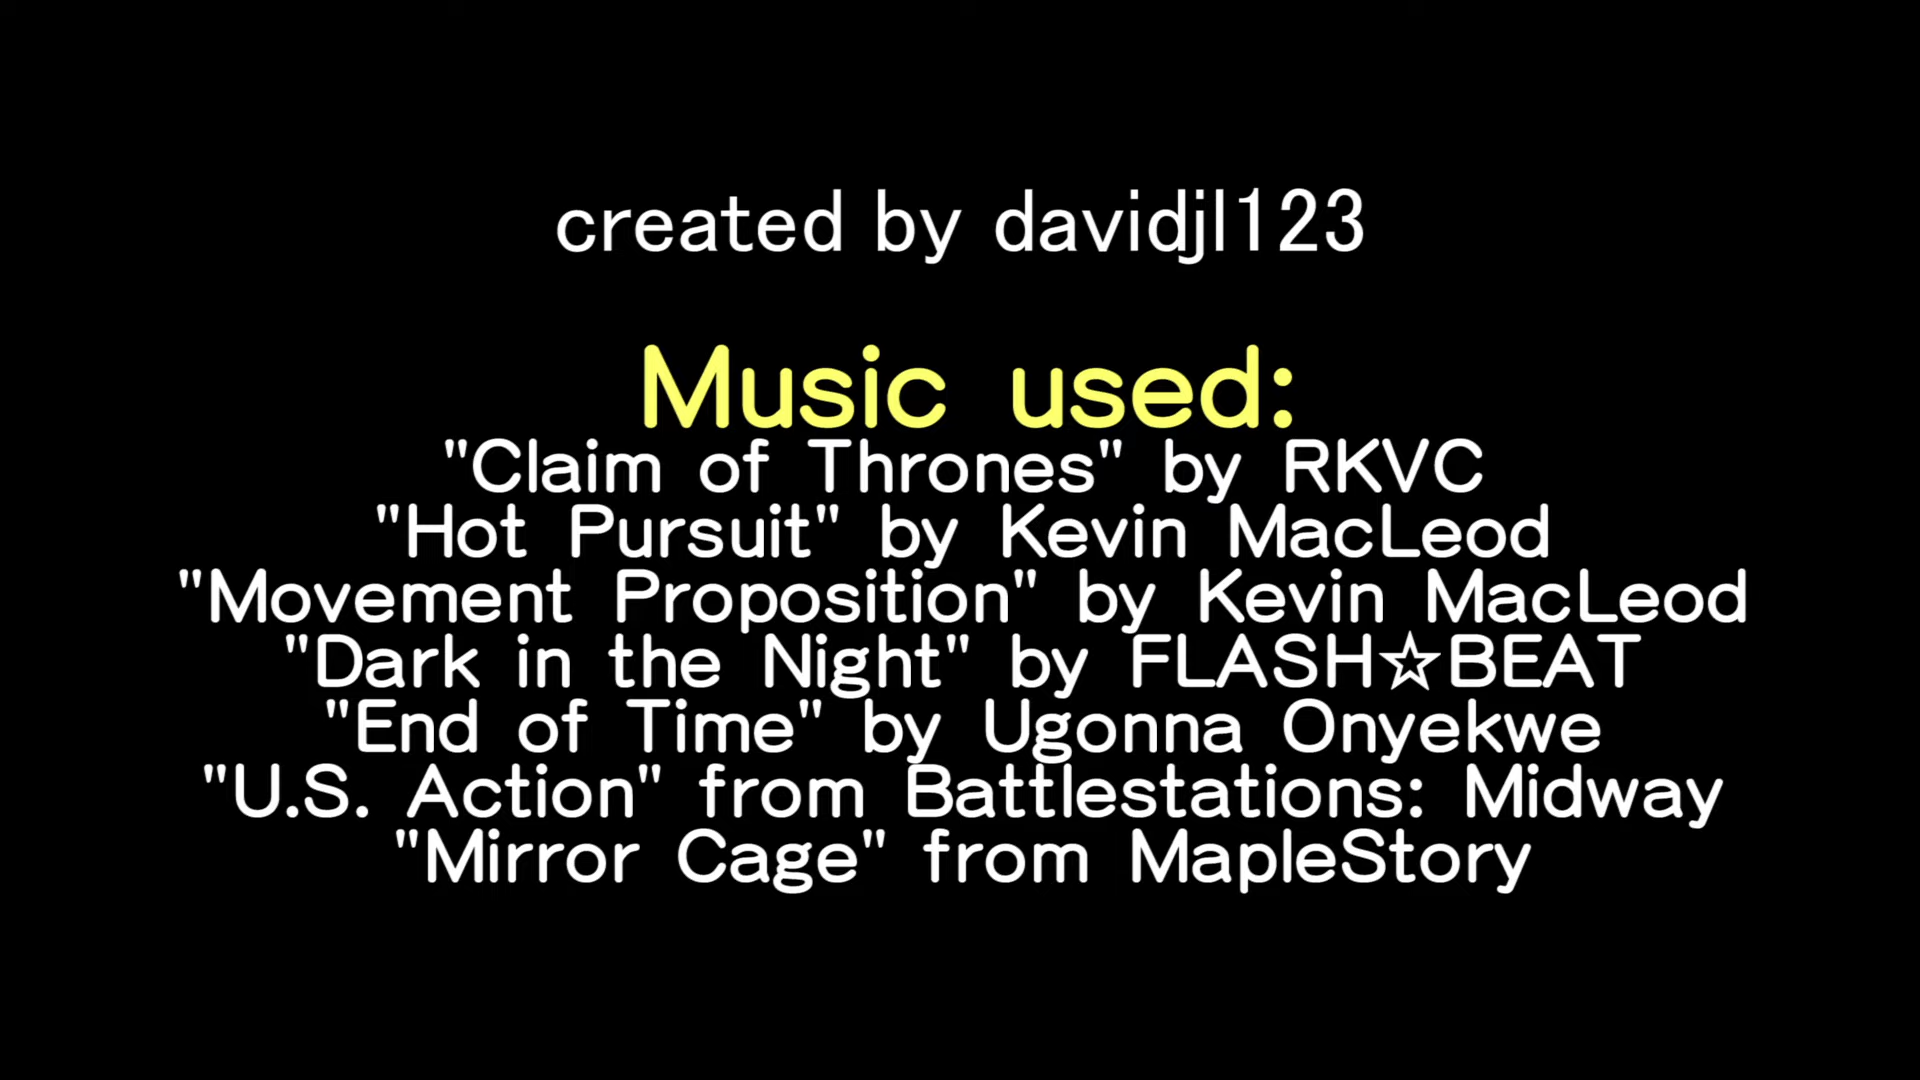 created by davidjl123
Music used:
"Claim of Thrones" by RKVC
"Hot Pursuit" by Kevin MacLeod
"Movement Proposition" by Kevin MacLeod
"Dark in the Night" by FLASH☆BEAT
"End of Time" by Ugonna Onyekwe
"U.S. Action" from Battlestations: Midway
"Mirror Cage" from MapleStory